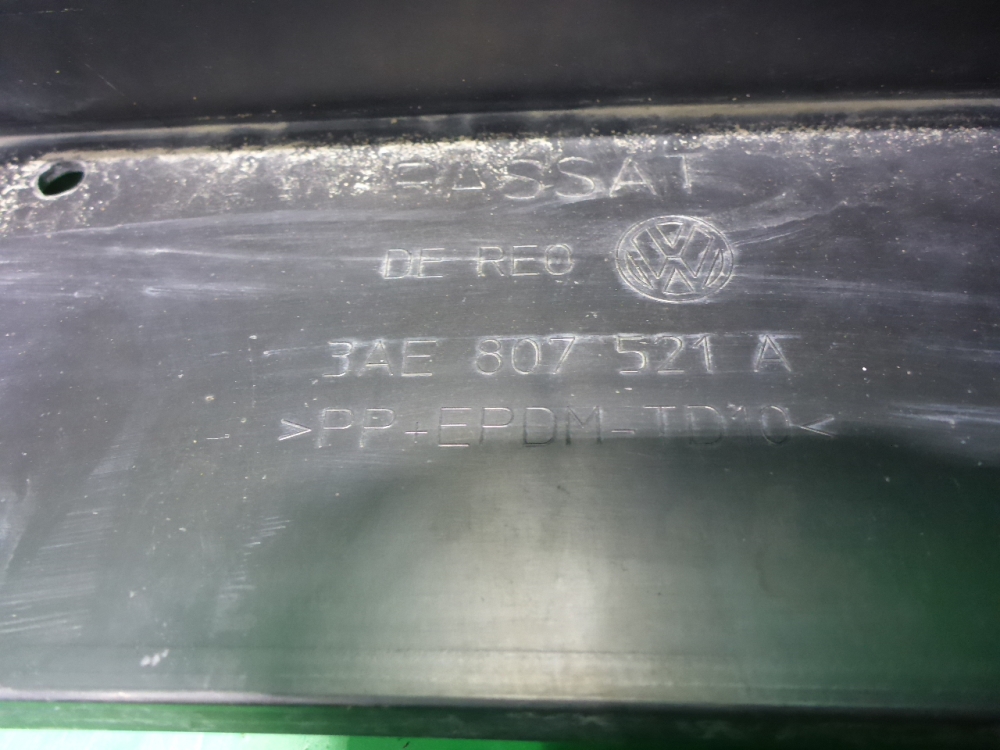 PASSAT
DE REO
3AE 807 521 A
>PP+EPDM-TD10<